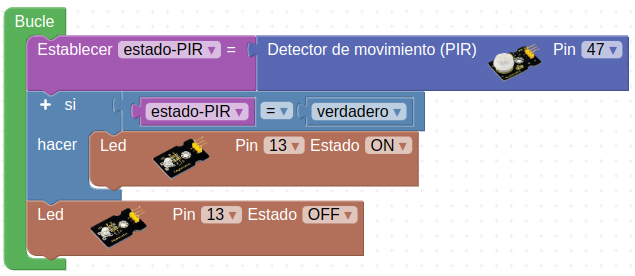 Bucle
Establecer estado-PIR = Detector de movimiento (PIR) Pin 47
+ si estado-PIR = verdadero
hacer Led Pin 13 Estado ON
Led Pin 13 Estado OFF